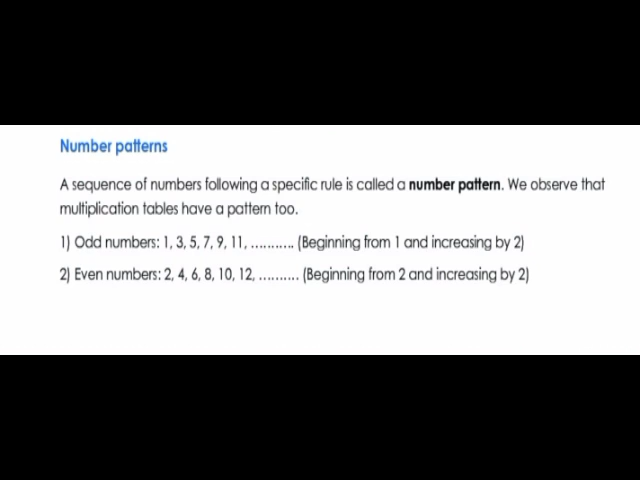 Number patterns
A sequence of numbers following a specific rule is called a number pattern. We observe that
multiplication tables have a pattern too.
1) Odd numbers: 1, 3, 5, 7, 9, 11, ........... (Beginning from 1 and increasing by 2)
2) Even numbers: 2, 4, 6, 8, 10, 12, .......... (Beginning from 2 and increasing by 2)